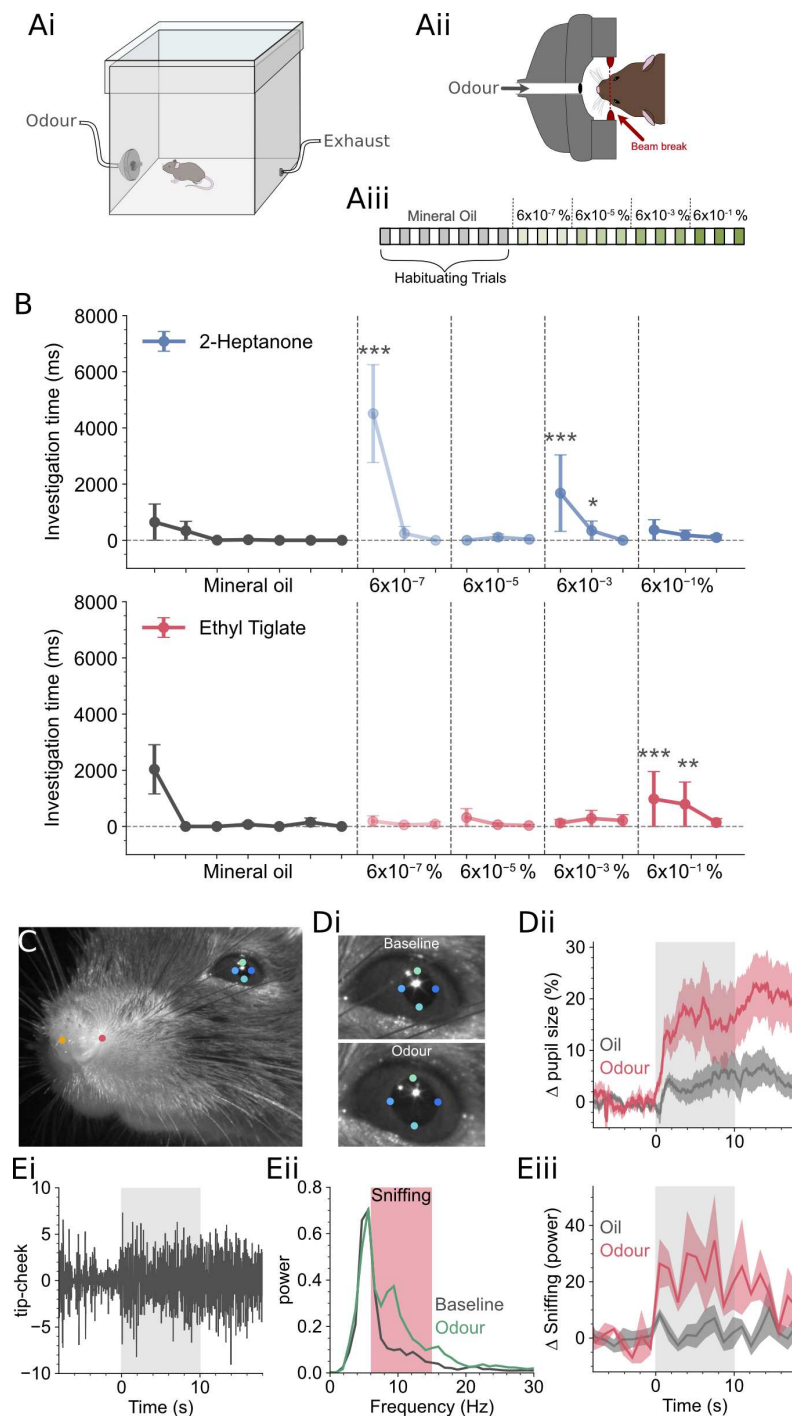 Ai
Odour
Exhaust
Aii
Odour
Beam break
Aiii
Mineral Oil
6x10⁻⁷ % 6x10⁻⁵ % 6x10⁻³ % 6x10⁻¹ %
Habituating Trials
B
8000
6000
4000
2000
0
Investigation time (ms)
2-Heptanone
***
***
*
Mineral oil
6x10⁻⁷ 6x10⁻⁵ 6x10⁻³ 6x10⁻¹%
8000
6000
4000
2000
0
Investigation time (ms)
Ethyl Tiglate
***
**
Mineral oil
6x10⁻⁷ % 6x10⁻⁵ % 6x10⁻³ % 6x10⁻¹ %
C
Di
Baseline
Odour
Dii
30
20
10
0
Δ pupil size (%)
Oil
Odour
0 10
Ei
10
5
0
−5
−10
tip-cheek
0 10
Time (s)
Eii
0.8
0.6
0.4
0.2
0.0
power
Sniffing
Baseline
Odour
0 10 20 30
Frequency (Hz)
Eiii
40
20
0
Δ Sniffing (power)
Oil
Odour
0 10
Time (s)